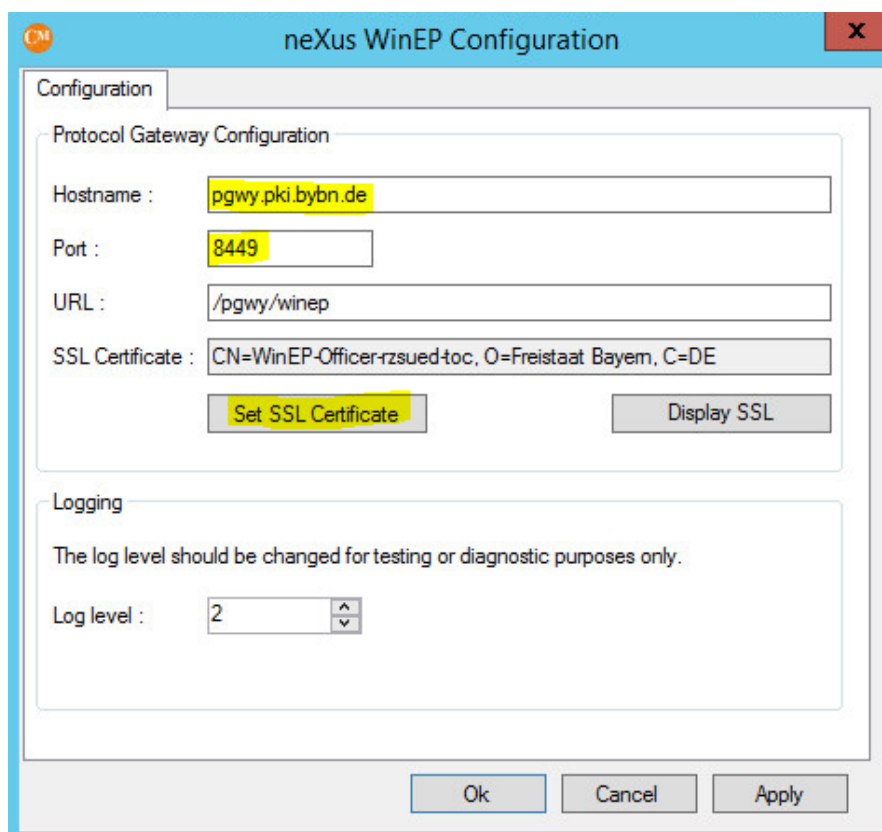 CM
neXus WinEP Configuration
x
Configuration
Protocol Gateway Configuration
Hostname :
pgwy.pki.bybn.de
Port :
8449
URL :
/pgwy/winep
SSL Certificate :
CN=WinEP-Officer-rzsued-toc, O=Freistaat Bayern, C=DE
Set SSL Certificate
Display SSL
Logging
The log level should be changed for testing or diagnostic purposes only.
Log level :
2
Ok
Cancel
Apply